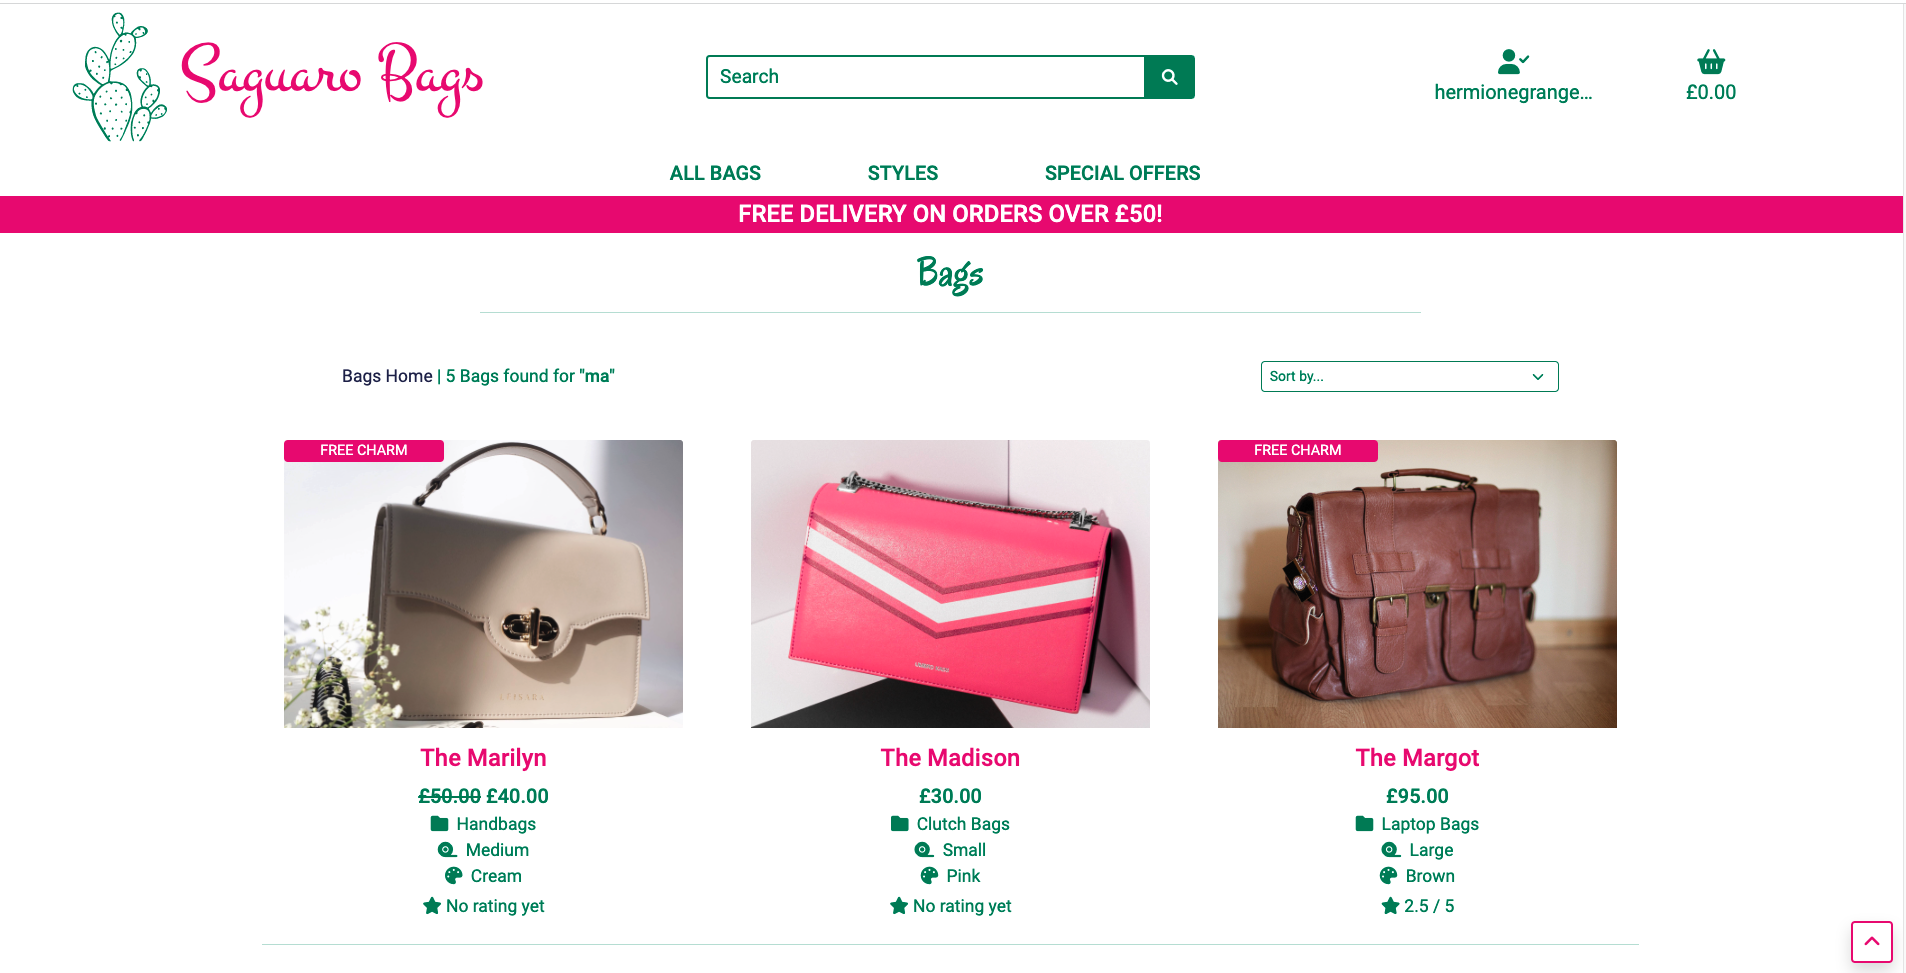 Saguaro Bags
Search
hermionegrange...
£0.00
ALL BAGS STYLES SPECIAL OFFERS
FREE DELIVERY ON ORDERS OVER £50!
Bags
Bags Home | 5 Bags found for "ma"
Sort by...
FREE CHARM
FREE CHARM
The Marilyn
£50.00 £40.00
Handbags
Medium
Cream
No rating yet
The Madison
£30.00
Clutch Bags
Small
Pink
No rating yet
The Margot
£95.00
Laptop Bags
Large
Brown
2.5 / 5